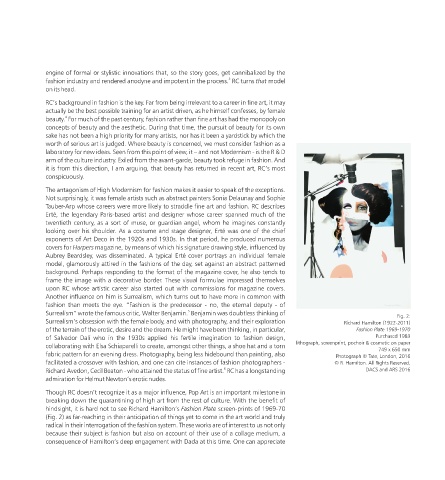 engine of formal or stylistic innovations that, so the story goes, get cannibalized by the
fashion industry and rendered anodyne and impotent in the process. RC turns that model
on its head.
RC's background in fashion is the key. Far from being irrelevant to a career in fine art, it may
actually be the best possible training for an artist driven, as he himself confesses, by female
beauty. For much of the past century, fashion rather than fine art has had the monopoly on
concepts of beauty and the aesthetic. During that time, the pursuit of beauty for its own
sake has not been a high priority for many artists, nor has it been a yardstick by which the
worth of serious art is judged. Where beauty is concerned, we must consider fashion as a
laboratory for new ideas. Seen from this point of view, it - and not Modernism - is the R & D
arm of the culture industry. Exiled from the avant-garde, beauty took refuge in fashion. And
it is from this direction, I am arguing, that beauty has returned in recent art, RC's most
conspicuously.
The antagonism of High Modernism for fashion makes it easier to speak of the exceptions.
Not surprisingly, it was female artists such as abstract painters Sonia Delaunay and Sophie
Tauber-Arp whose careers were more likely to straddle fine art and fashion. RC describes
Erté, the legendary Paris-based artist and designer whose career spanned much of the
twentieth century, as a sort of muse, or guardian angel, whom he imagines constantly
looking over his shoulder. As a costume and stage designer, Erté was one of the chief
exponents of Art Deco in the 1920s and 1930s. In that period, he produced numerous
covers for Harpers magazine, by means of which his signature drawing style, influenced by
Aubrey Beardsley, was disseminated. A typical Erté cover portrays an individual female
model, glamorously attired in the fashions of the day, set against an abstract patterned
background. Perhaps responding to the format of the magazine cover, he also tends to
frame the image with a decorative border. These visual formulae impressed themselves
upon RC whose artistic career also started out with commissions for magazine covers.
Another influence on him is Surrealism, which turns out to have more in common with
fashion than meets the eye. "Fashion is the predecessor - no, the eternal deputy - of
Surrealism" wrote the famous critic, Walter Benjamin. Benjamin was doubtless thinking of
Surrealism's obsession with the female body, and with photography, and their exploration
of the terrain of the erotic, desire and the dream. He might have been thinking, in particular,
of Salvador Dali who in the 1930s applied his fertile imagination to fashion design,
collaborating with Elsa Schiaparelli to create, amongst other things, a shoe hat and a torn
fabric pattern for an evening dress. Photography, being less hidebound than painting, also
facilitated a crossover with fashion, and one can cite instances of fashion photographers -
Richard Avedon, Cecil Beaton - who attained the status of fine artist. RC has a longstanding
admiration for Helmut Newton's erotic nudes.
Though RC doesn't recognize it as a major influence, Pop Art is an important milestone in
breaking down the quarantining of high art from the rest of culture. With the benefit of
hindsight, it is hard not to see Richard Hamilton's Fashion Plate screen-prints of 1969-70
(Fig. 2) as far-reaching in their anticipation of things yet to come in the art world and truly
radical in their interrogation of the fashion system. These works are of interest to us not only
because their subject is fashion but also on account of their use of a collage medium, a
consequence of Hamilton's deep engagement with Dada at this time. One can appreciate
Fig. 2:
Richard Hamilton (1922-2011)
Fashion Plate 1969-1970
Purchased 1983
lithograph, screenprint, pochoir & cosmetic on paper
749 x 650 mm
Photograph © Tate, London, 2016
© R. Hamilton. All Rights Reserved.
DACS and ARS 2016